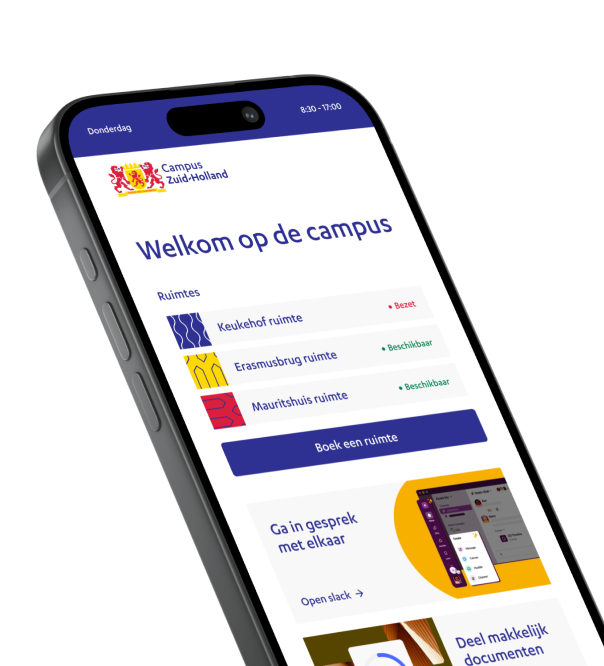 Donderdag
8:30 - 17:00
Campus
Zuid-Holland
Welkom op de campus
Ruimtes
Keukehof ruimte
• Bezet
Erasmusbrug ruimte
• Beschikbaar
Mauritshuis ruimte
• Beschikbaar
Boek een ruimte
Ga in gesprek
met elkaar
Open slack →
Deel makkelijk
documenten